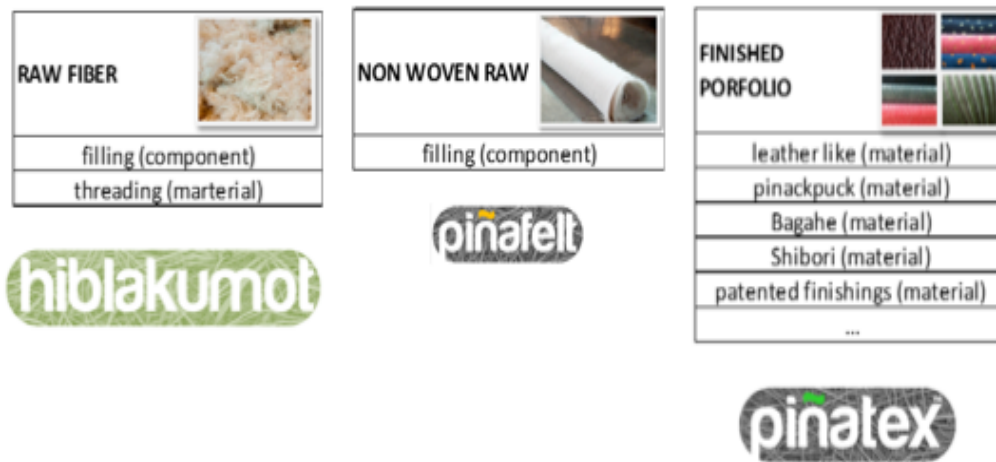 RAW FIBER
filling (component)
threading (marterial)
hiblakumot
NON WOVEN RAW
filling (component)
piñafelt
FINISHED
PORFOLIO
leather like (material)
pinackpuck (material)
Bagahe (material)
Shibori (material)
patented finishings (material)
...
piñatex